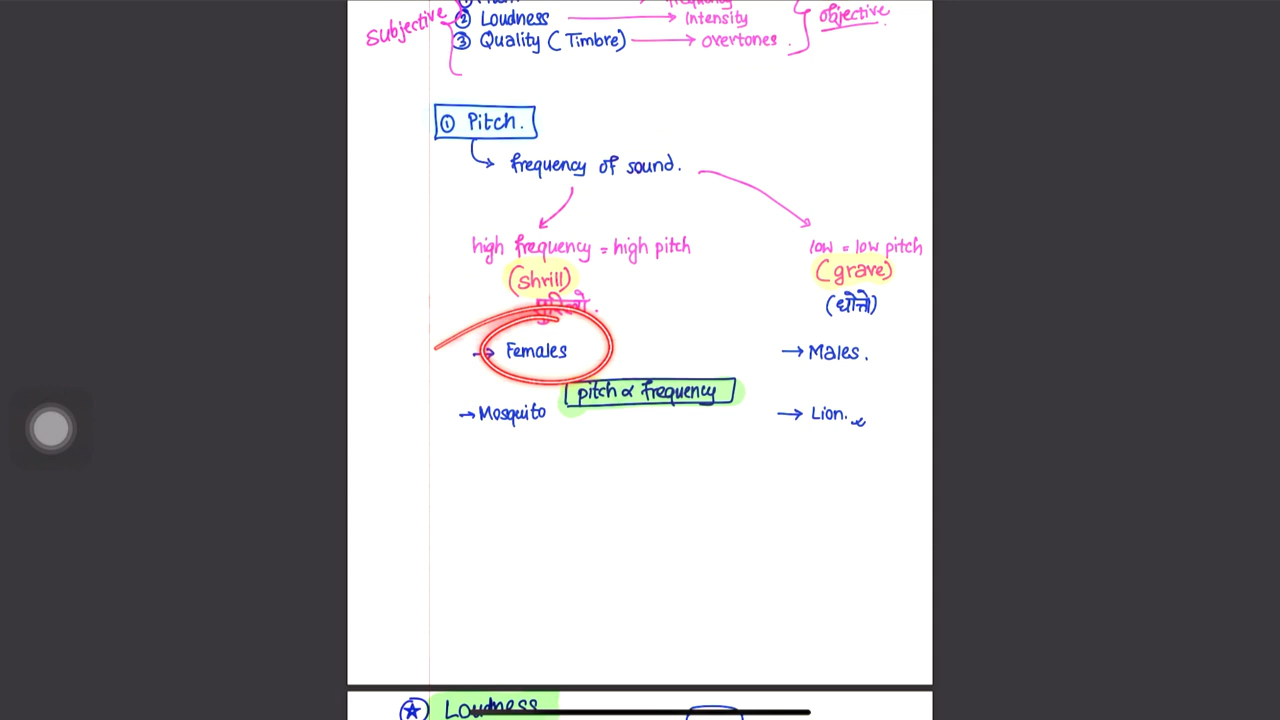 Subjective
② Loudness → Intensity
objective
③ Quality (Timbre) → overtones.
① Pitch.
frequency of sound.
high frequency = high pitch
low = low pitch
(shrill)
(grave)
(धोत्रो)
→ Females
→ Males.
pitch ∝ frequency
→ Mosquito
→ Lion.
Loudness